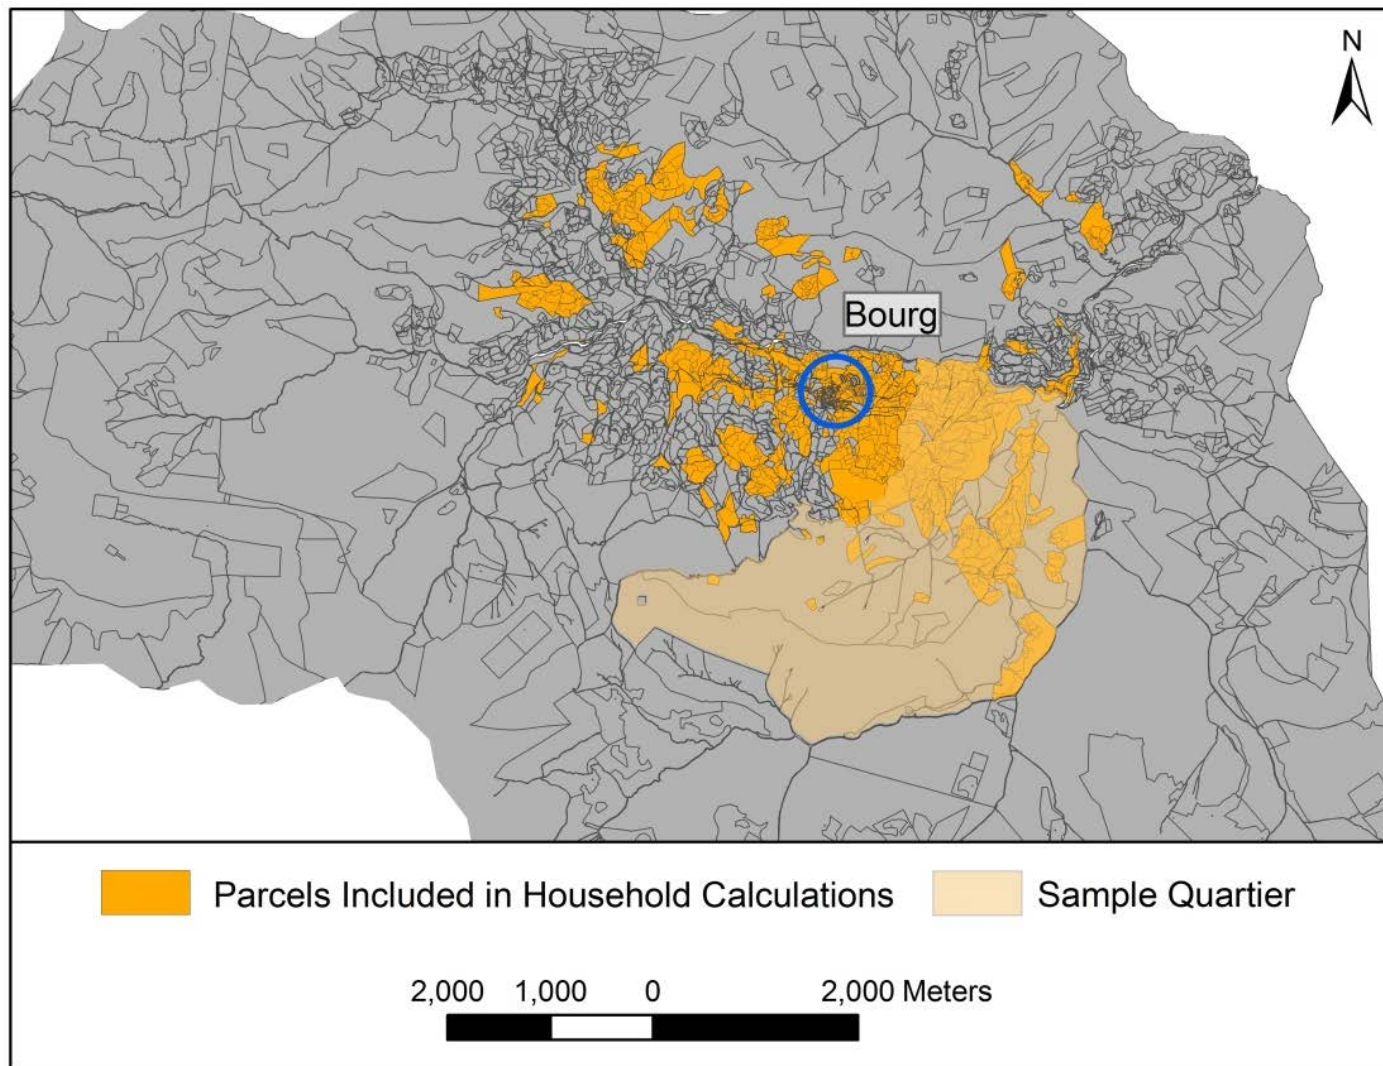 N
Bourg
Parcels Included in Household Calculations
Sample Quartier
2,000 1,000 0 2,000 Meters